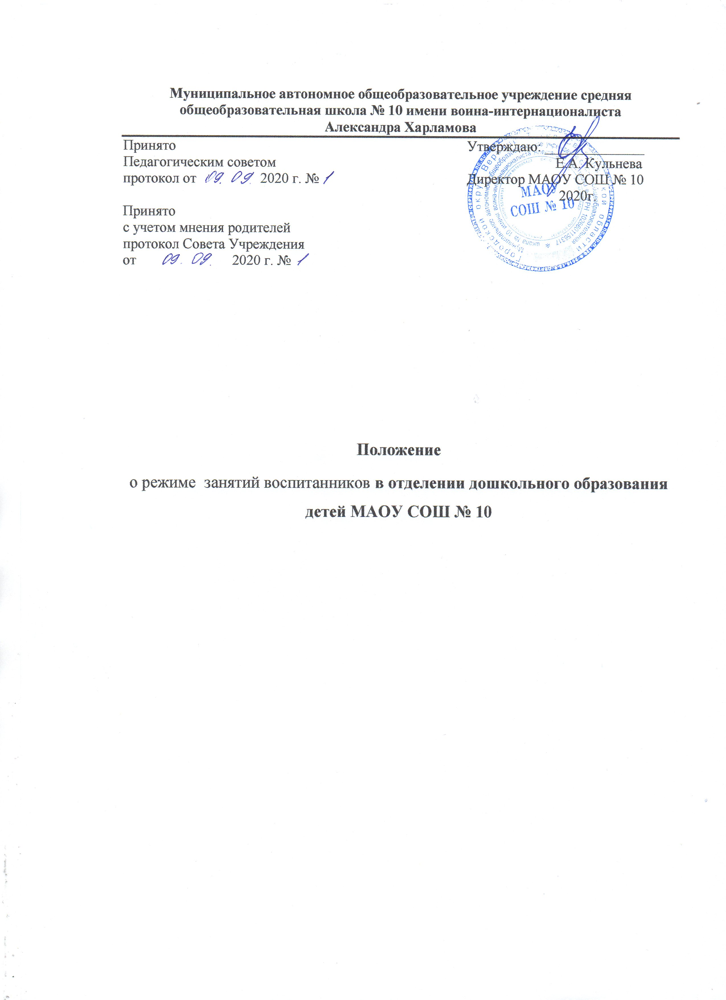 Муниципальное автономное общеобразовательное учреждение средняя
общеобразовательная школа № 10 имени воина-интернационалиста
Александра Харламова
Принято
Педагогическим советом
протокол от 09. 09. 2020 г. № 1
Принято
с учетом мнения родителей
протокол Совета Учреждения
от 09. 09. 2020 г. № 1
Утверждаю:
Е.А. Кульнева
Директор МАОУ СОШ № 10
2020г
МАОУ
СОШ № 10
Положение
о режиме занятий воспитанников в отделении дошкольного образования
детей МАОУ СОШ № 10